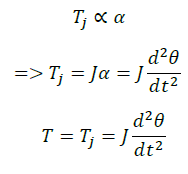 T_j ∝ α
=> T_j = Jα = J d²θ/dt²
T = T_j = J d²θ/dt²